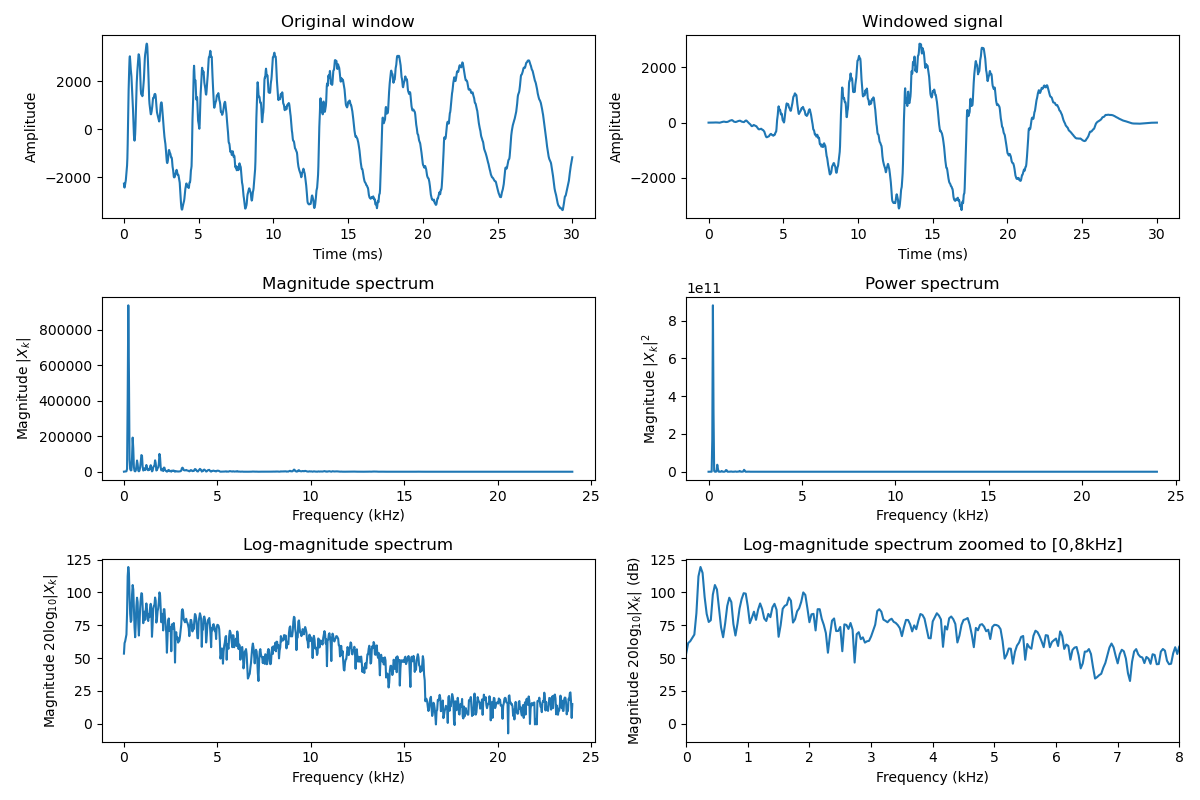 Original window
Amplitude
2000
0
−2000
0 5 10 15 20 25 30
Time (ms)
Windowed signal
Amplitude
2000
0
−2000
0 5 10 15 20 25 30
Time (ms)
Magnitude spectrum
Magnitude |X_k|
800000
600000
400000
200000
0
0 5 10 15 20 25
Frequency (kHz)
Power spectrum
1e11
Magnitude |X_k|²
8
6
4
2
0
0 5 10 15 20 25
Frequency (kHz)
Log-magnitude spectrum
Magnitude 20log₁₀|X_k|
125
100
75
50
25
0
0 5 10 15 20 25
Frequency (kHz)
Log-magnitude spectrum zoomed to [0,8kHz]
Magnitude 20log₁₀|X_k| (dB)
125
100
75
50
25
0
0 1 2 3 4 5 6 7 8
Frequency (kHz)